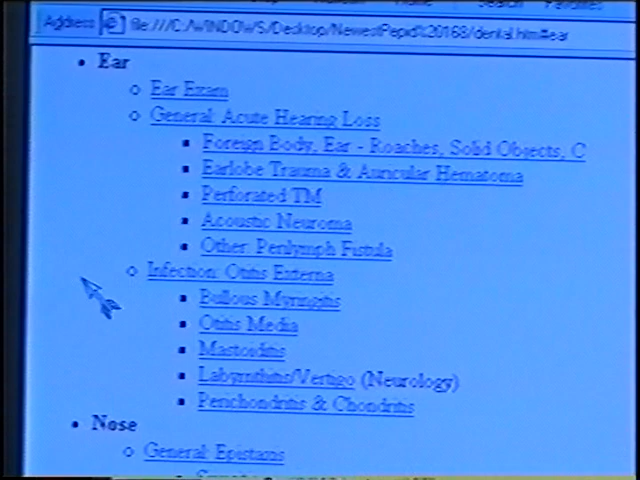 Search Favorites
Address file:///C:/WINDOWS/Desktop/NewestPepid%20168/dental.htm#ear
Ear
Ear Exam
General: Acute Hearing Loss
Foreign Body, Ear - Roaches, Solid Objects, C
Earlobe Trauma & Auricular Hematoma
Perforated TM
Acoustic Neuroma
Other: Perilymph Fistula
Infection: Otitis Externa
Bullous Myringitis
Otitis Media
Mastoiditis
Labyrinthitis/Vertigo (Neurology)
Perichondritis & Chondritis
Nose
General: Epistaxis